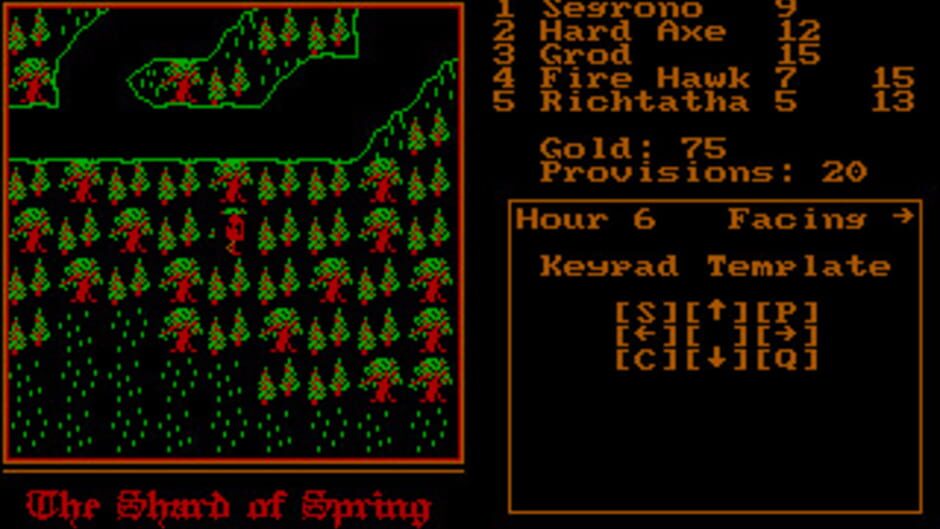 1 Segrono 9
2 Hard Axe 12
3 Grod 15
4 Fire Hawk 7 15
5 Richtatha 5 13
Gold: 75
Provisions: 20
Hour 6 Facing →
Keypad Template
[S][↑][P]
[←][ ][→]
[C][↓][Q]
The Shard of Spring